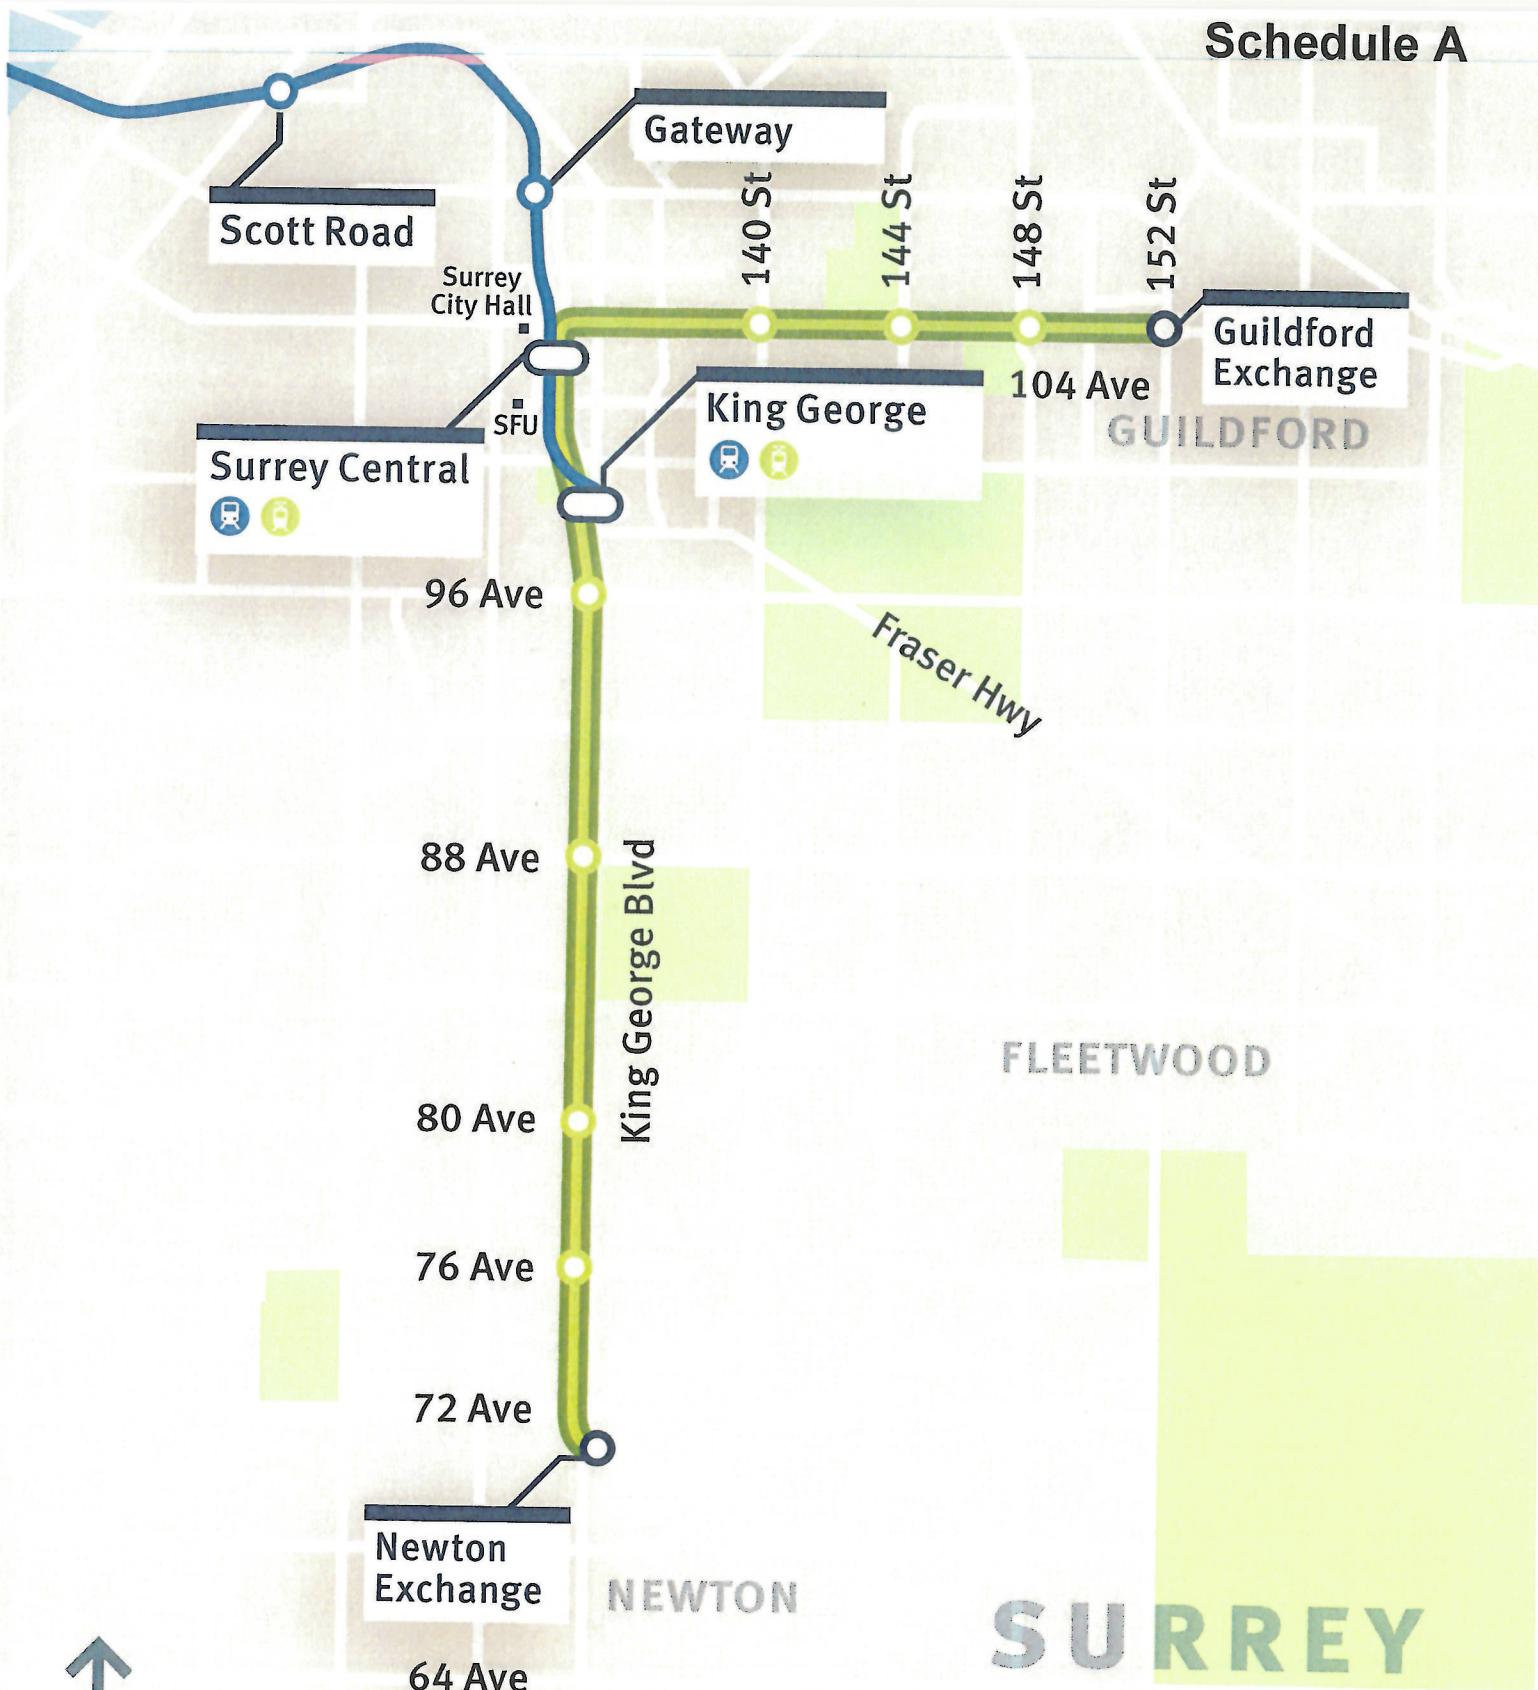 Schedule A
Gateway
Scott Road
140 St
144 St
148 St
152 St
Surrey
City Hall
Guildford
Exchange
104 Ave
GUILDFORD
King George
SFU
Surrey Central
96 Ave
Fraser Hwy
88 Ave
King George Blvd
FLEETWOOD
80 Ave
76 Ave
72 Ave
Newton
Exchange
NEWTON
SURREY
64 Ave